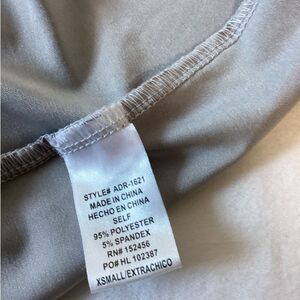 STYLE# ADR-1621
MADE IN CHINA
HECHO EN CHINA
SELF
95% POLYESTER
5% SPANDEX
RN# 152456
PO# HL 102387
XSMALL/EXTRACHICO